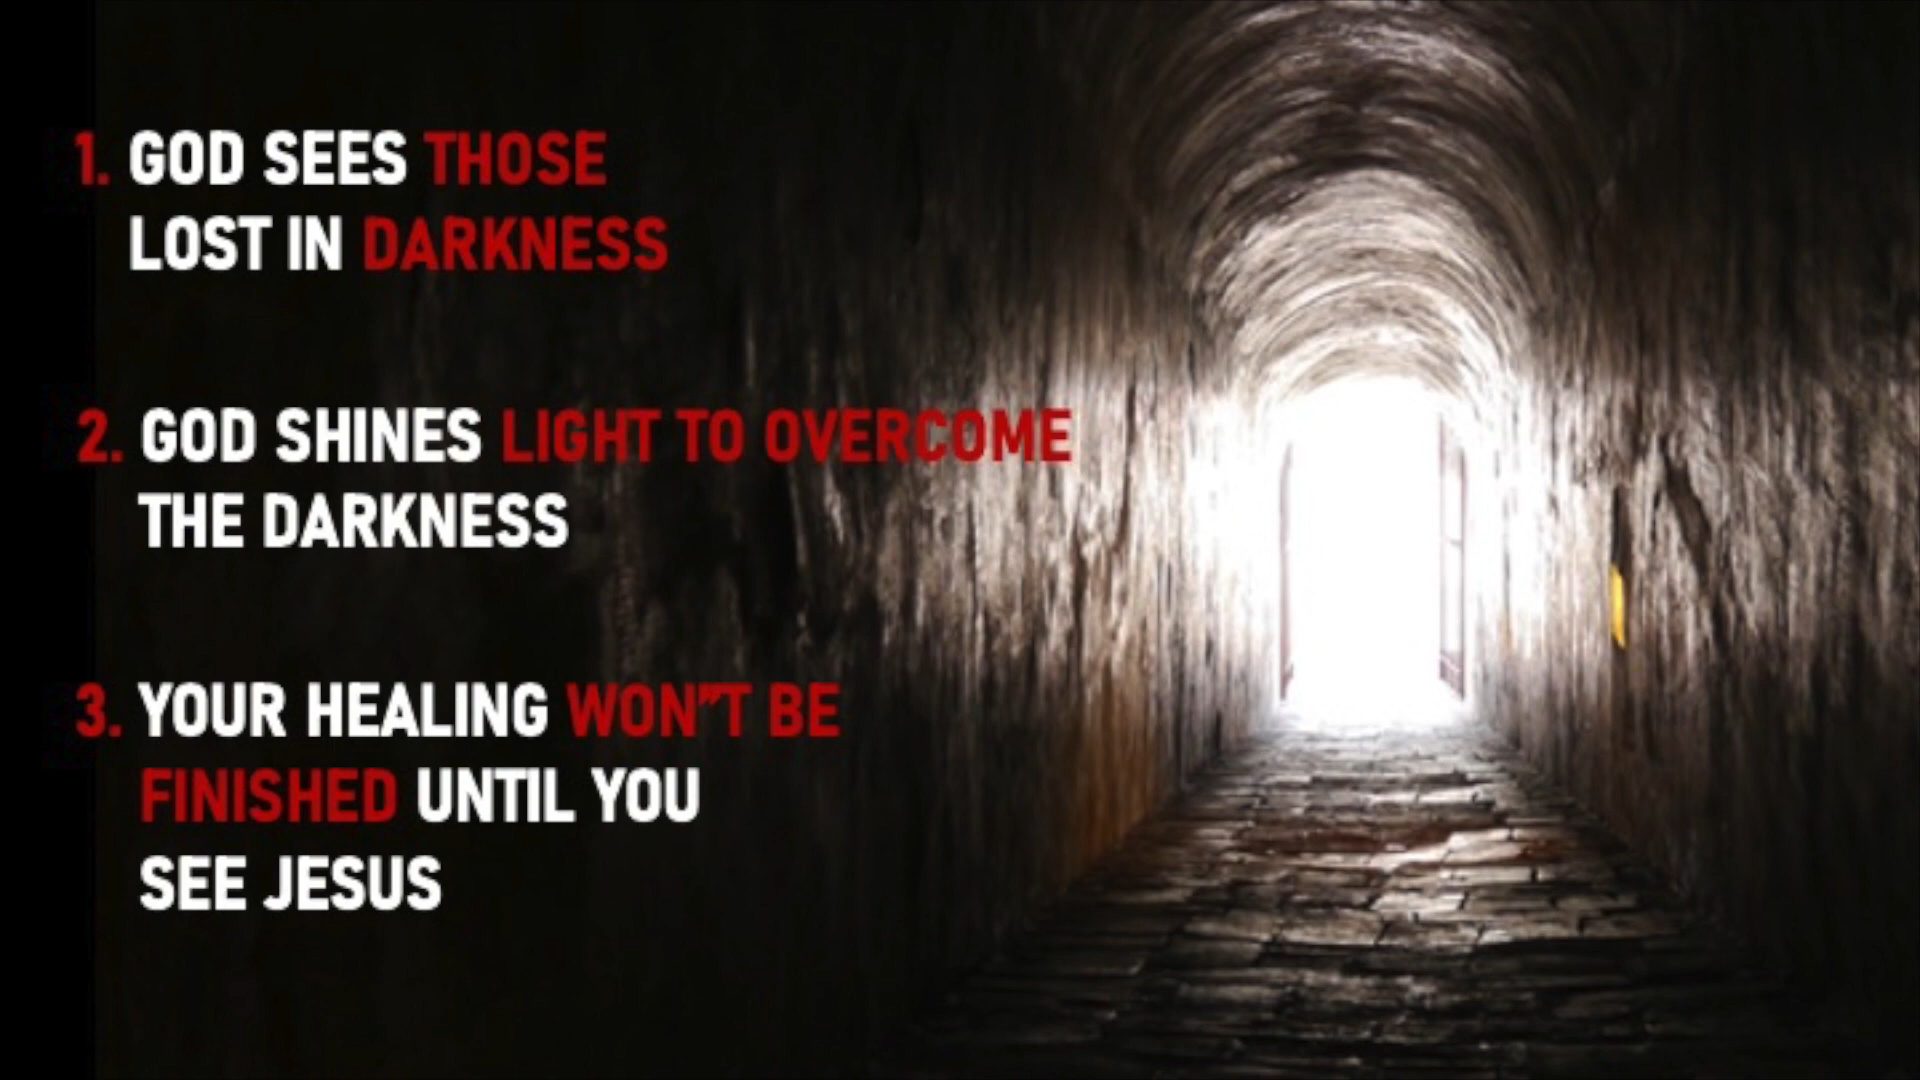 1. GOD SEES THOSE
LOST IN DARKNESS
2. GOD SHINES LIGHT TO OVERCOME
THE DARKNESS
3. YOUR HEALING WON"T BE
FINISHED UNTIL YOU
SEE JESUS